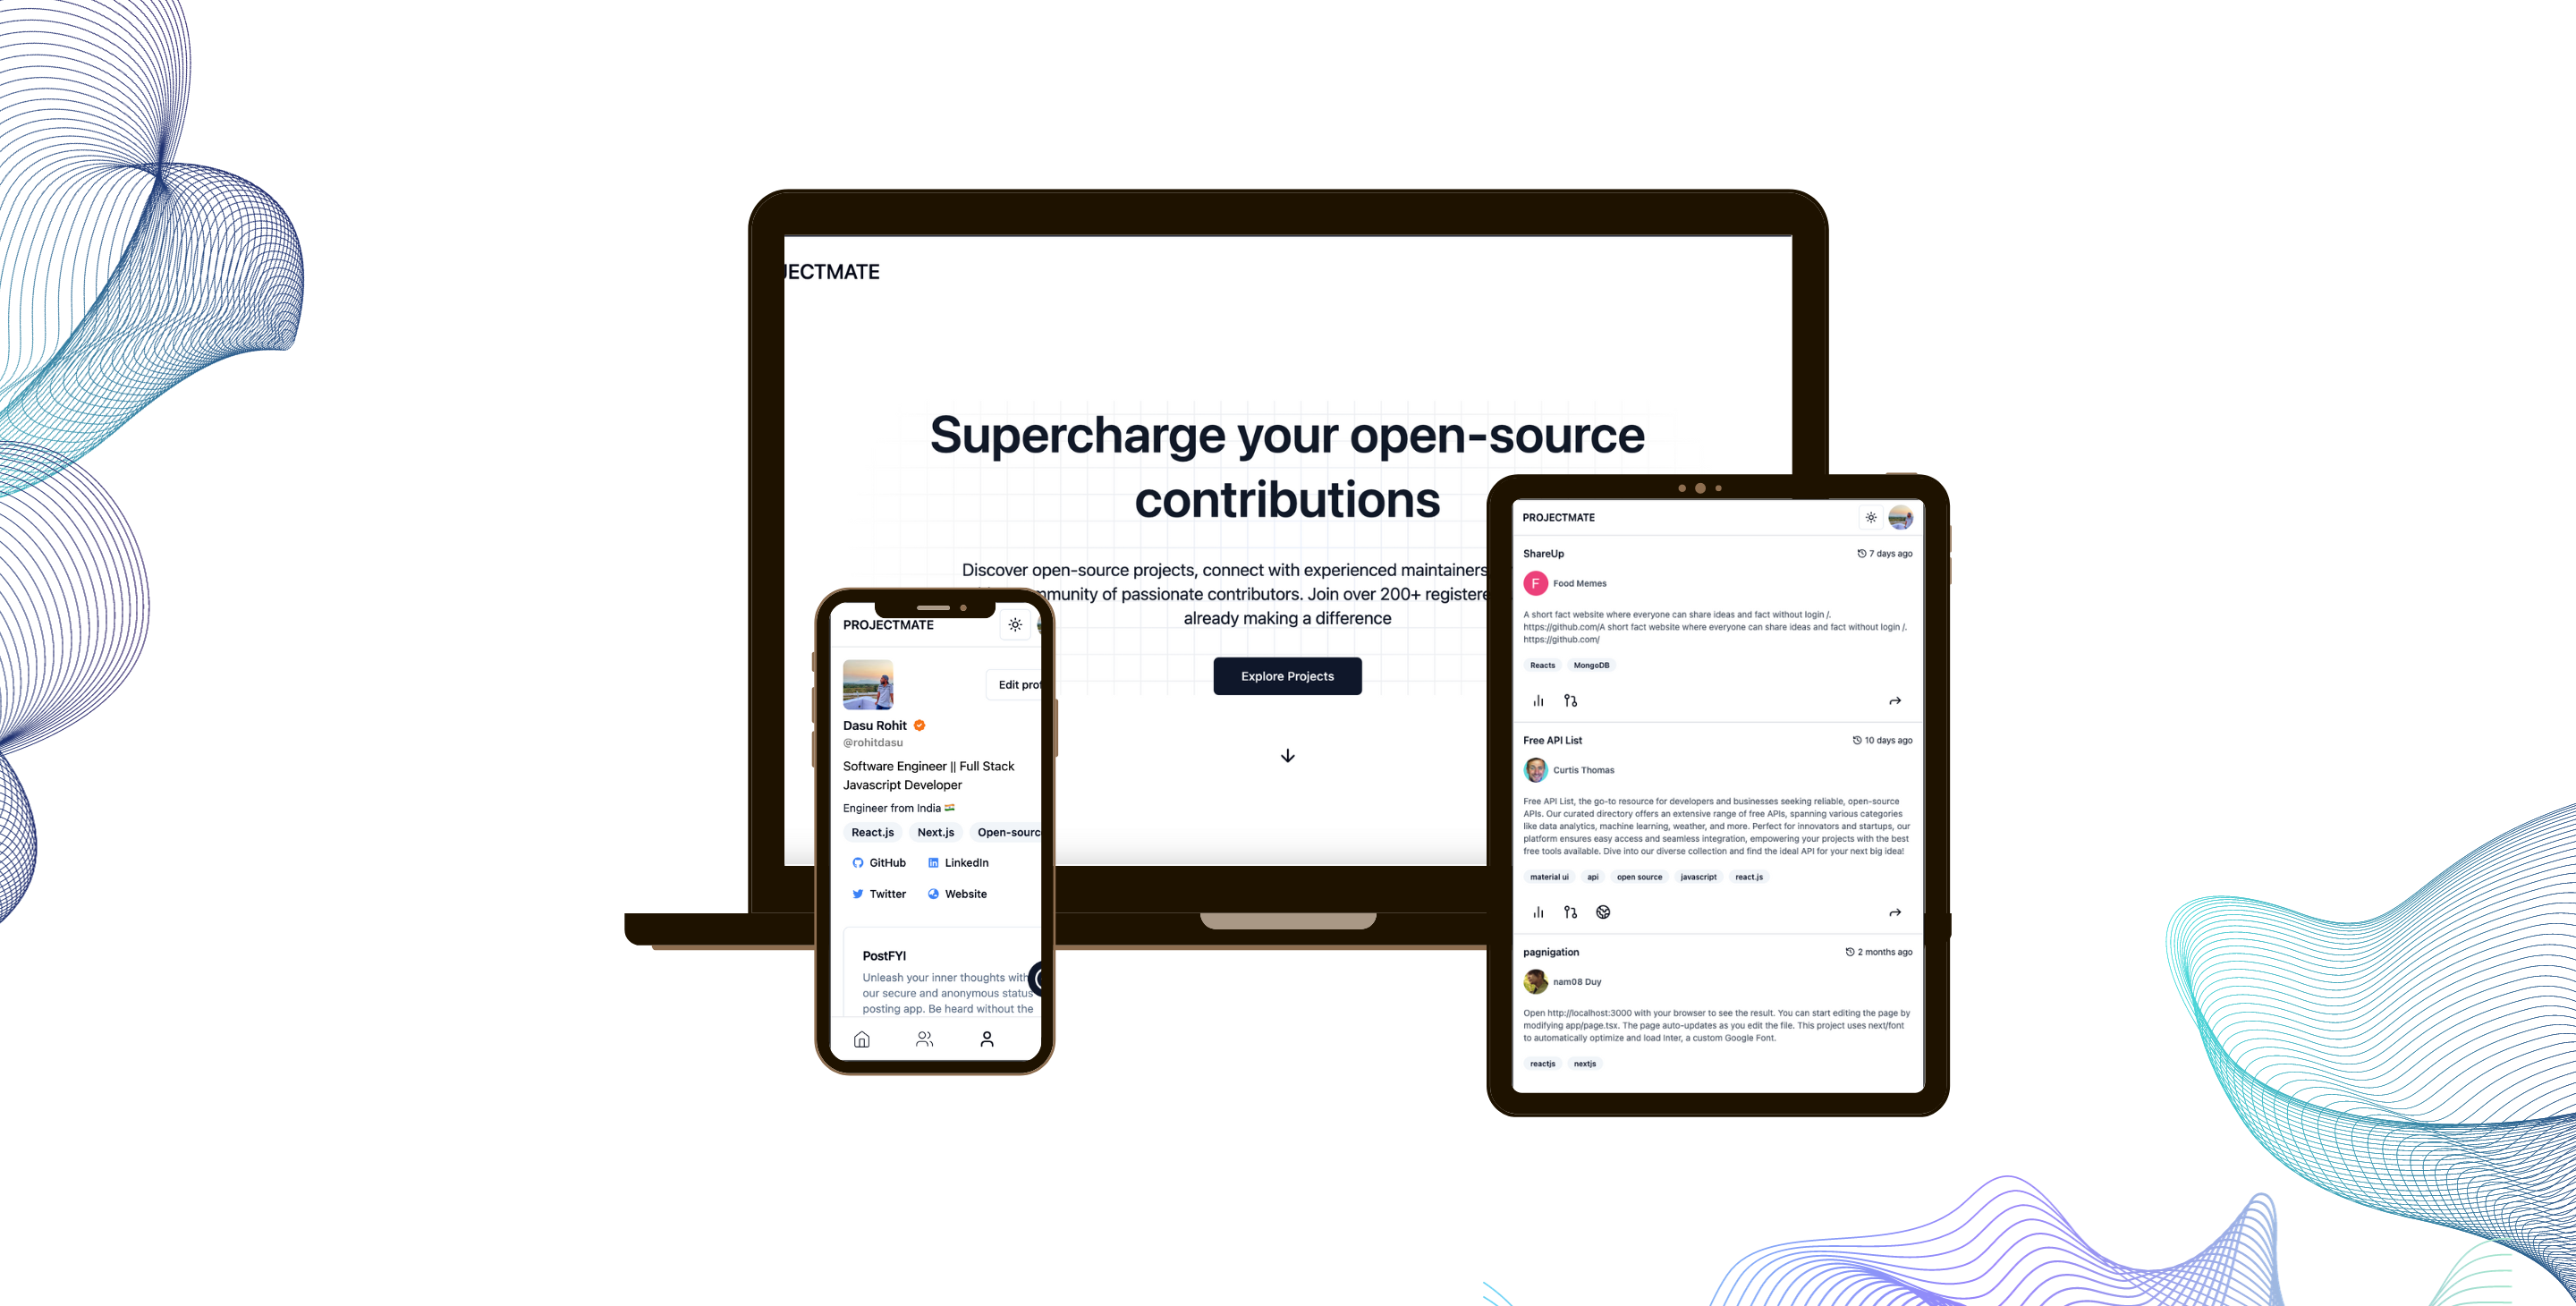 JECTMATE
Supercharge your open-source
contributions
Discover open-source projects, connect with experienced maintainers
mmunity of passionate contributors. Join over 200+ registere
already making a difference
Explore Projects
PROJECTMATE
Edit prof
Dasu Rohit
@rohitdasu
Software Engineer || Full Stack
Javascript Developer
Engineer from India
React.js Next.js Open-sourc
GitHub LinkedIn
Twitter Website
PostFYI
Unleash your inner thoughts with
our secure and anonymous status
posting app. Be heard without the
PROJECTMATE
ShareUp 7 days ago
F Food Memes
A short fact website where everyone can share ideas and fact without login /.
https://github.com/A short fact website where everyone can share ideas and fact without login /.
https://github.com/
Reacts MongoDB
Free API List 10 days ago
Curtis Thomas
Free API List, the go-to resource for developers and businesses seeking reliable, open-source
APIs. Our curated directory offers an extensive range of free APIs, spanning various categories
like data analytics, machine learning, weather, and more. Perfect for innovators and startups, our
platform ensures easy access and seamless integration, empowering your projects with the best
free tools available. Dive into our diverse collection and find the ideal API for your next big idea!
material ui api open source javascript react.js
pagnigation 2 months ago
nam08 Duy
Open http://localhost:3000 with your browser to see the result. You can start editing the page by
modifying app/page.tsx. The page auto-updates as you edit the file. This project uses next/font
to automatically optimize and load Inter, a custom Google Font.
reactjs nextjs